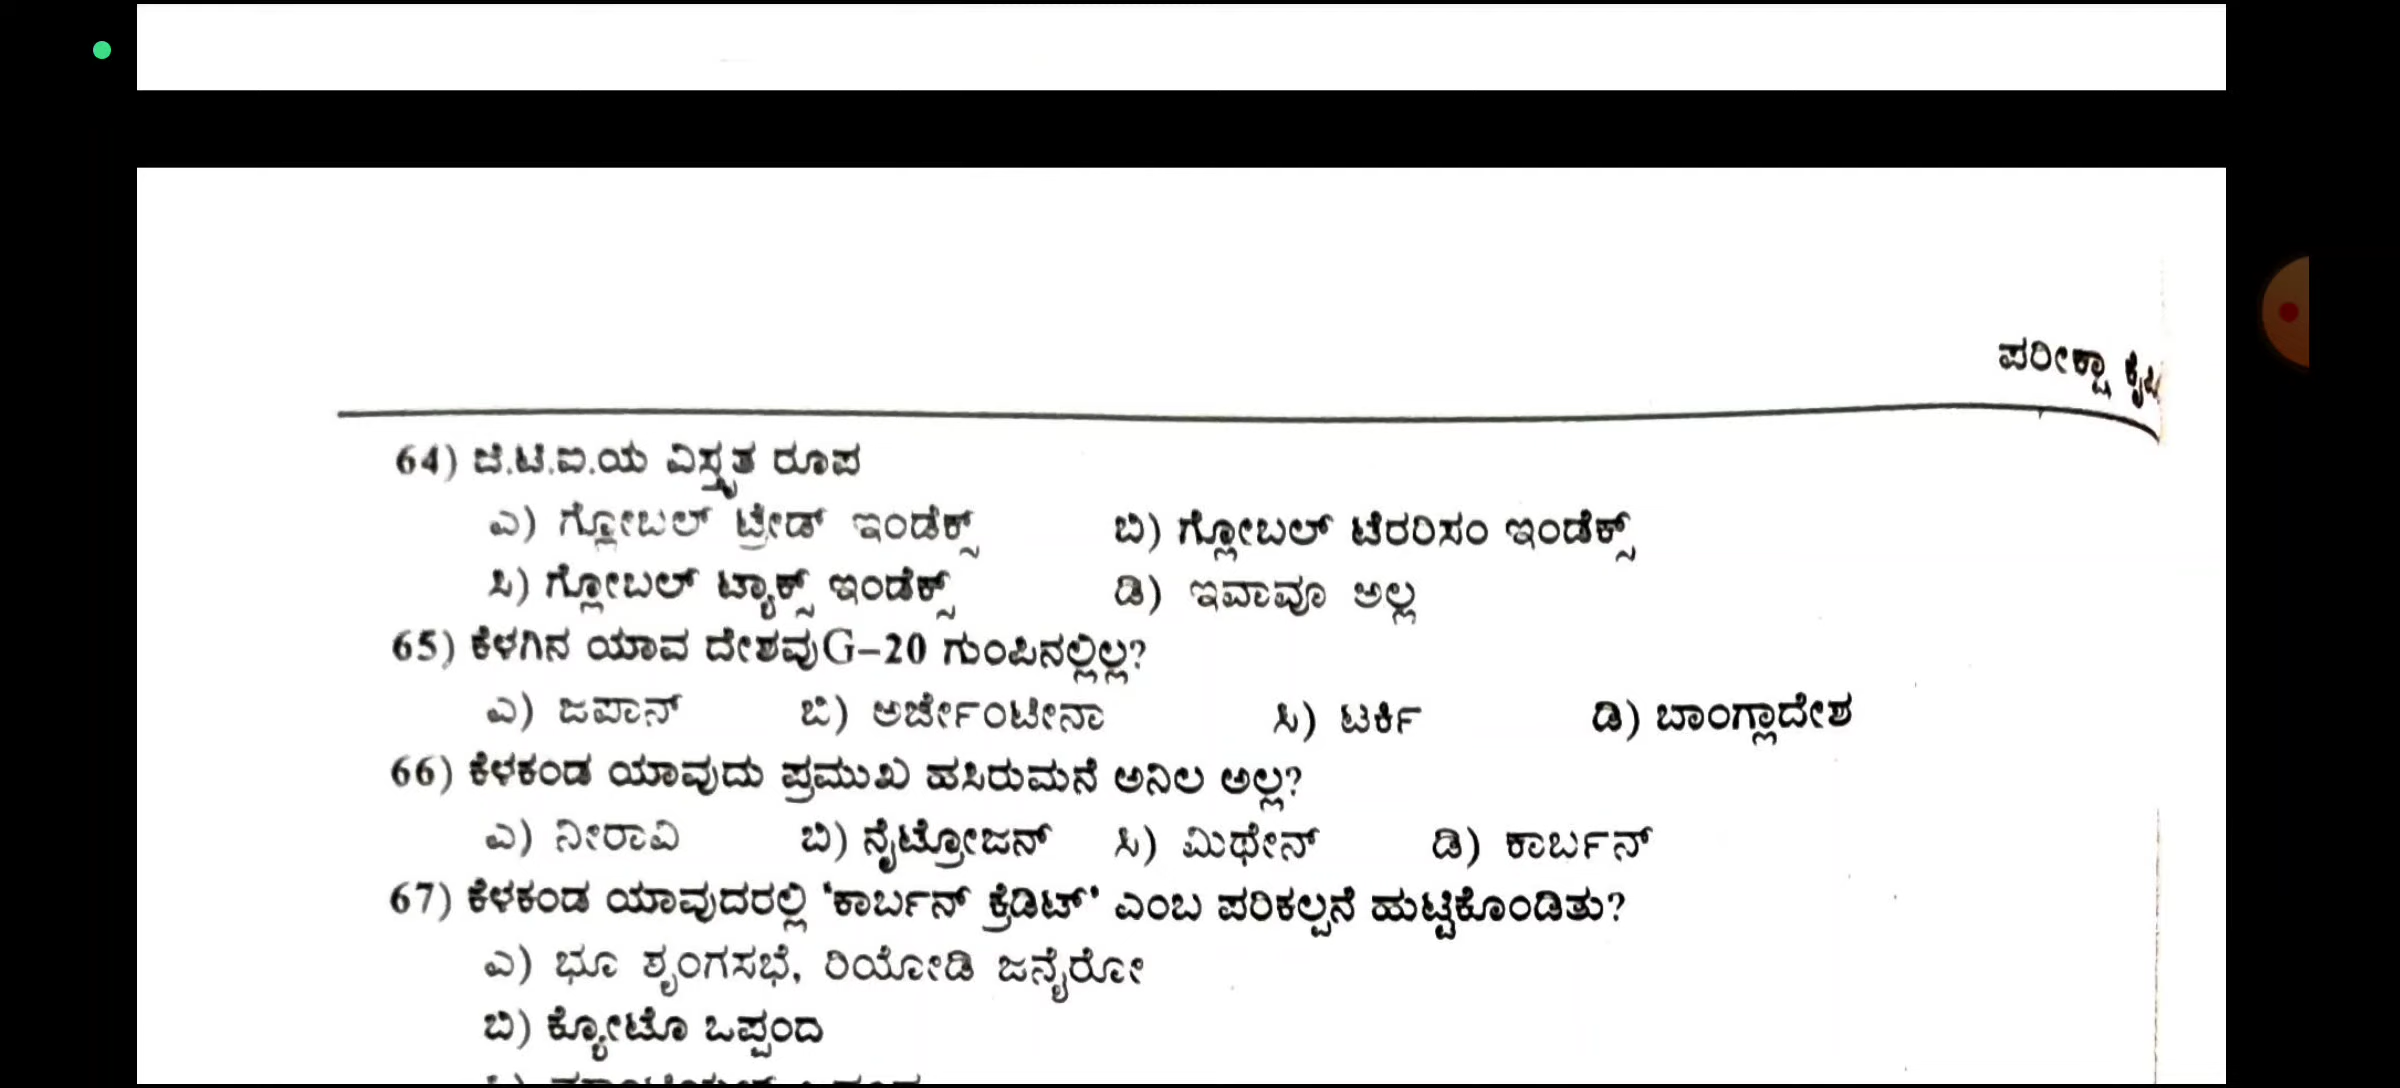 ಪರೀಕ್ಷಾ
64) ಜಿ.ಟಿ.ಐ.ಯ ವಿಸ್ತೃತ ರೂಪ
ಎ) ಗ್ಲೋಬಲ್ ಟ್ರೇಡ್ ಇಂಡೆಕ್ಸ್ ಬಿ) ಗ್ಲೋಬಲ್ ಟೆರರಿಸಂ ಇಂಡೆಕ್ಸ್
ಸಿ) ಗ್ಲೋಬಲ್ ಟ್ಯಾಕ್ಸ್ ಇಂಡೆಕ್ಸ್ ಡಿ) ಇವಾವೂ ಅಲ್ಲ
65) ಕೆಳಗಿನ ಯಾವ ದೇಶವು G–20 ಗುಂಪಿನಲ್ಲಿಲ್ಲ?
ಎ) ಜಪಾನ್ ಬಿ) ಅರ್ಜೇಂಟೀನಾ ಸಿ) ಟರ್ಕಿ ಡಿ) ಬಾಂಗ್ಲಾದೇಶ
66) ಕೆಳಕಂಡ ಯಾವುದು ಪ್ರಮುಖ ಹಸಿರುಮನೆ ಅನಿಲ ಅಲ್ಲ?
ಎ) ನೀರಾವಿ ಬಿ) ನೈಟ್ರೋಜನ್ ಸಿ) ಮಿಥೇನ್ ಡಿ) ಕಾರ್ಬನ್
67) ಕೆಳಕಂಡ ಯಾವುದರಲ್ಲಿ 'ಕಾರ್ಬನ್ ಕ್ರೆಡಿಟ್' ಎಂಬ ಪರಿಕಲ್ಪನೆ ಹುಟ್ಟಿಕೊಂಡಿತು?
ಎ) ಭೂ ಶೃಂಗಸಭೆ, ರಿಯೋಡಿ ಜನೈರೋ
ಬಿ) ಕ್ಯೋಟೊ ಒಪ್ಪಂದ